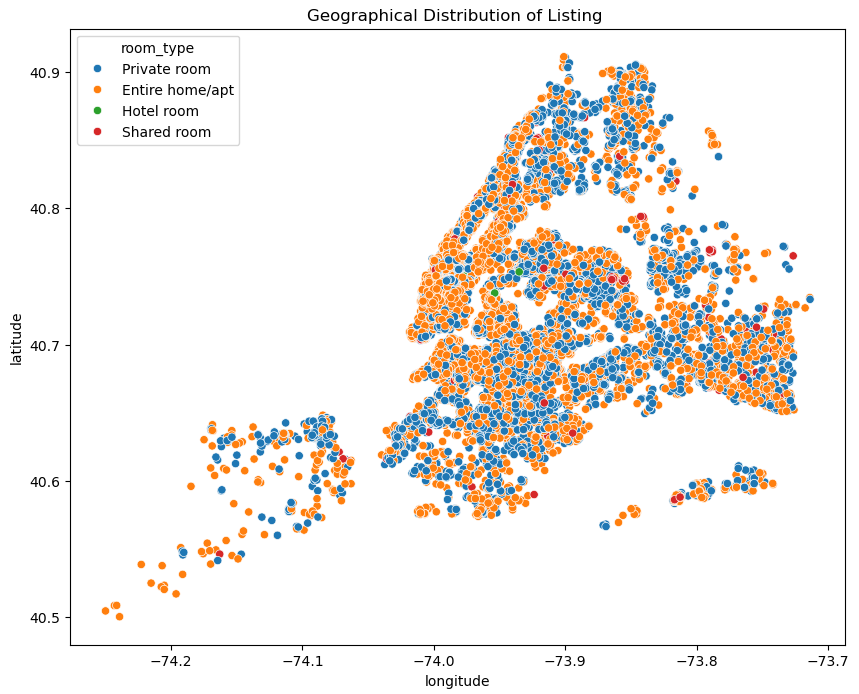 Geographical Distribution of Listing
room_type
Private room
Entire home/apt
Hotel room
Shared room
40.9
40.8
40.7
40.6
40.5
latitude
−74.2 −74.1 −74.0 −73.9 −73.8 −73.7
longitude